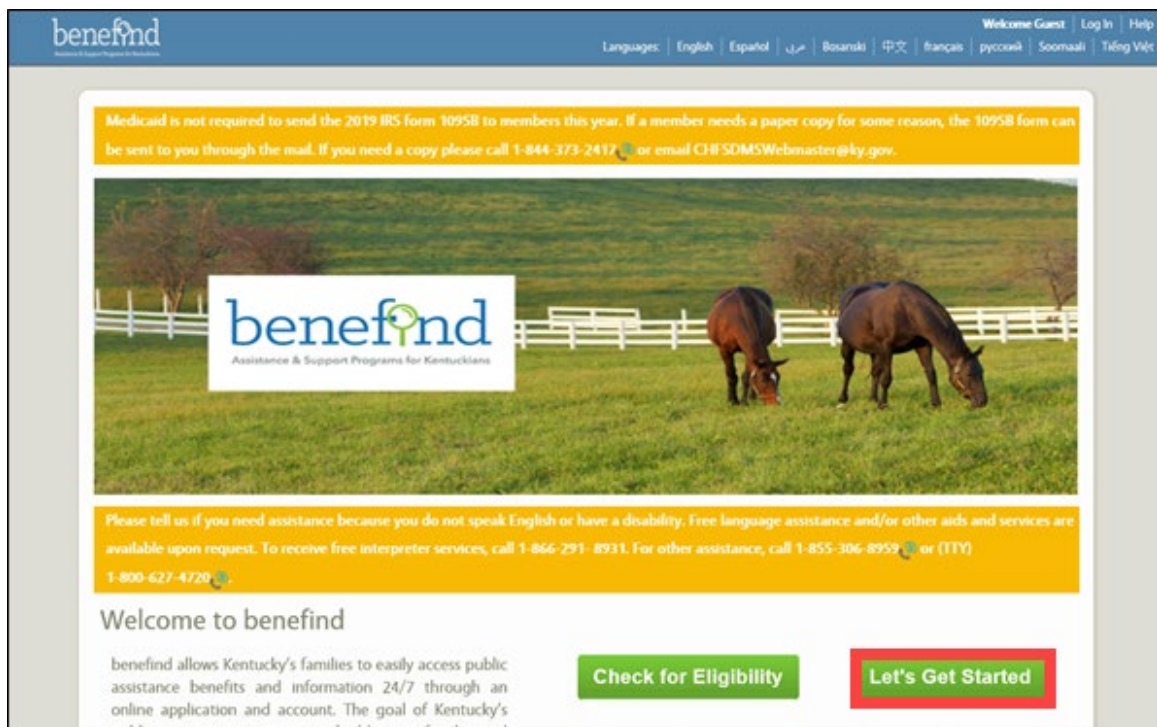 benefind
Welcome Guest | Log In | Help
Languages: | English | Español | عربى | Bosanski | 中文 | français | русский | Soomaali | Tiếng Việt
Medicaid is not required to send the 2019 IRS form 1095B to members this year. If a member needs a paper copy for some reason, the 1095B form can
be sent to you through the mail. If you need a copy please call 1-844-373-2417 or email CHFSDMSWebmaster@ky.gov.
benefind
Assistance & Support Programs for Kentuckians
Please tell us if you need assistance because you do not speak English or have a disability. Free language assistance and/or other aids and services are
available upon request. To receive free interpreter services, call 1-866-291- 8931. For other assistance, call 1-855-306-8959 or (TTY)
1-800-627-4720 .
Welcome to benefind
benefind allows Kentucky's families to easily access public
assistance benefits and information 24/7 through an
online application and account. The goal of Kentucky's
Check for Eligibility
Let's Get Started